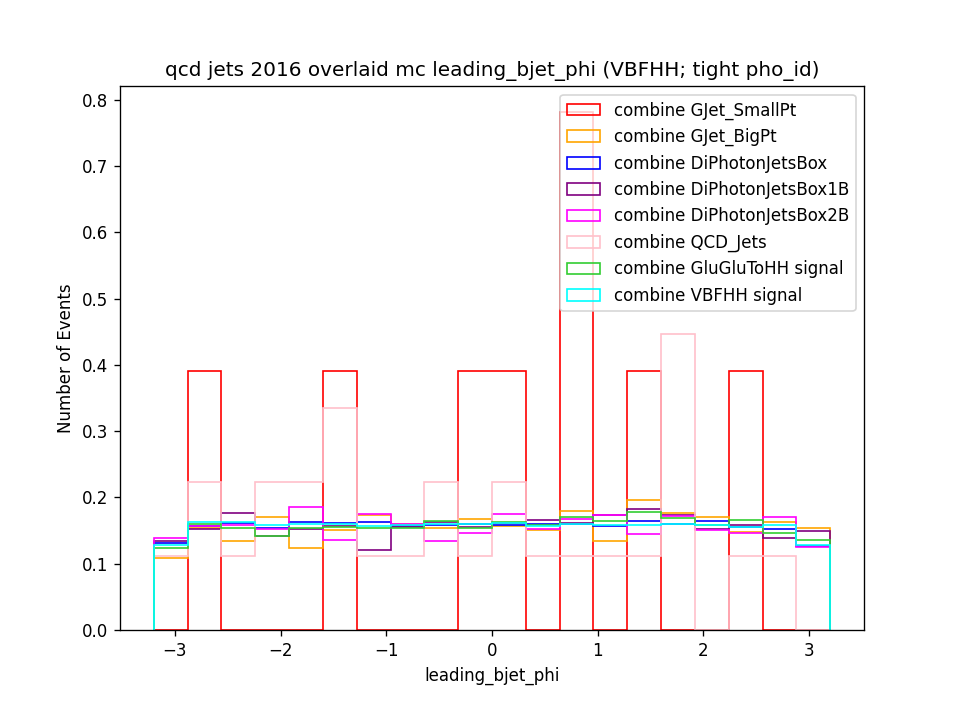 qcd jets 2016 overlaid mc leading_bjet_phi (VBFHH; tight pho_id)
combine GJet_SmallPt
combine GJet_BigPt
combine DiPhotonJetsBox
combine DiPhotonJetsBox1B
combine DiPhotonJetsBox2B
combine QCD_Jets
combine GluGluToHH signal
combine VBFHH signal
Number of Events
0.8
0.7
0.6
0.5
0.4
0.3
0.2
0.1
0.0
−3 −2 −1 0 1 2 3
leading_bjet_phi